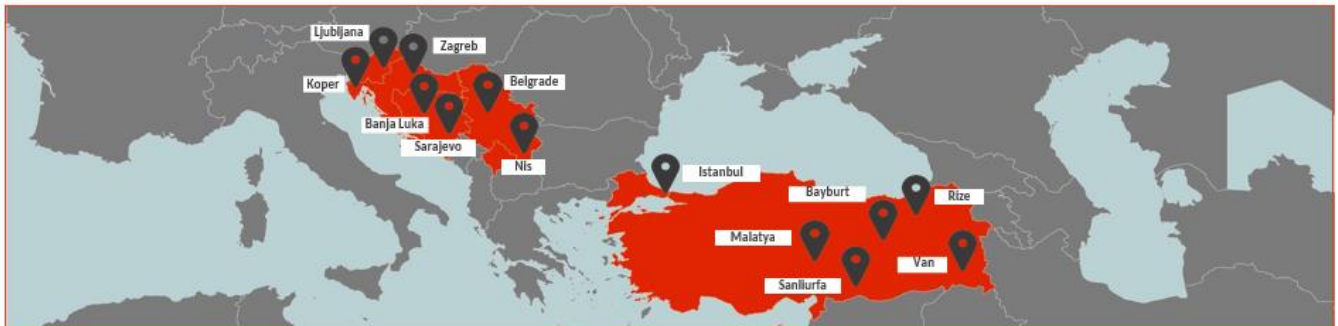 Ljubljana
Zagreb
Koper
Belgrade
Banja Luka
Sarajevo
Nis
Istanbul
Bayburt
Rize
Malatya
Van
Sanliurfa